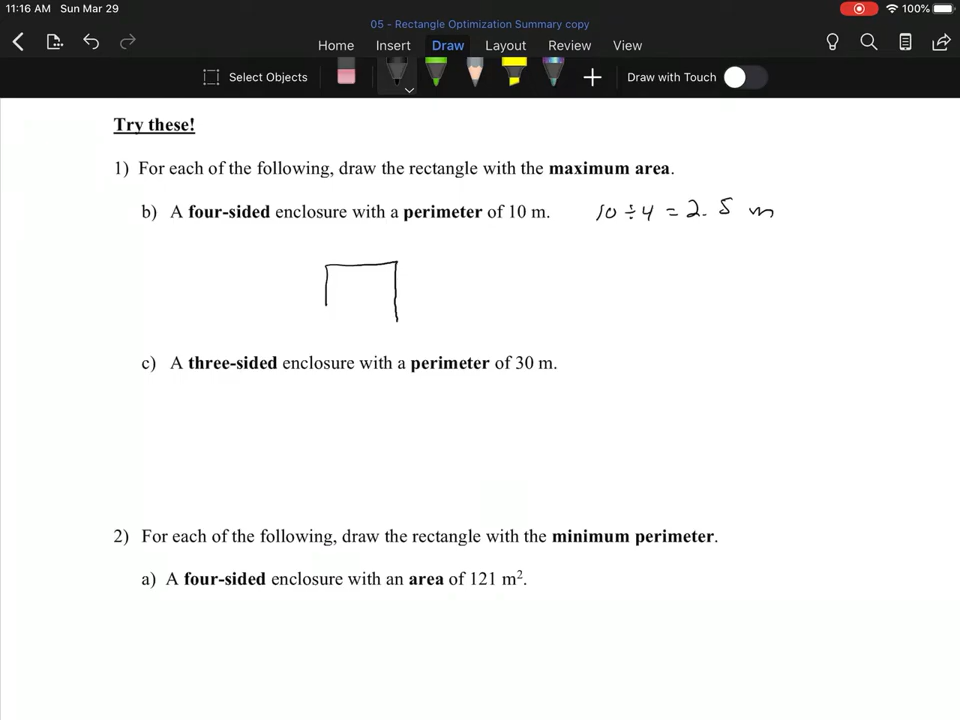 11:16 AM Sun Mar 29
100%
05 - Rectangle Optimization Summary copy
Home Insert Draw Layout Review View
Select Objects
Draw with Touch
Try these!
1) For each of the following, draw the rectangle with the maximum area.
b) A four-sided enclosure with a perimeter of 10 m. 10 ÷ 4 = 2.5 m
c) A three-sided enclosure with a perimeter of 30 m.
2) For each of the following, draw the rectangle with the minimum perimeter.
a) A four-sided enclosure with an area of 121 m².